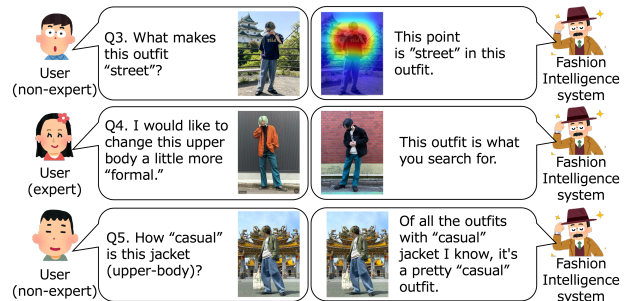 Q3. What makes
this outfit
“street”?
This point
is ”street” in this
outfit.
User
(non-expert)
Fashion
Intelligence
system
Q4. I would like to
change this upper
body a little more
“formal.”
This outfit is what
you search for.
User
(expert)
Fashion
Intelligence
system
Q5. How “casual”
is this jacket
(upper-body)?
Of all the outfits
with “casual”
jacket I know, it's
a pretty “casual”
outfit.
User
(non-expert)
Fashion
Intelligence
system